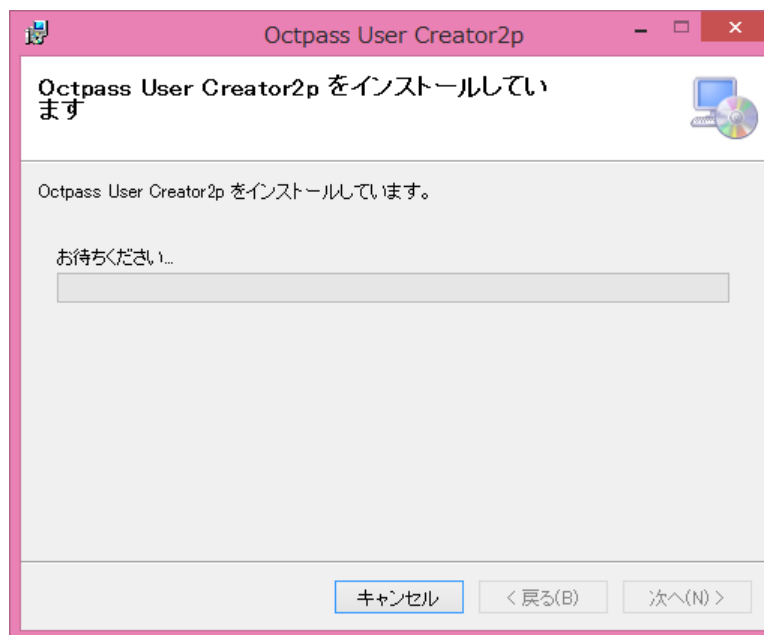 Octpass User Creator2p
Octpass User Creator2p をインストールしてい
ます
Octpass User Creator2p をインストールしています。
お待ちください...
キャンセル
< 戻る(B)
次へ(N) >